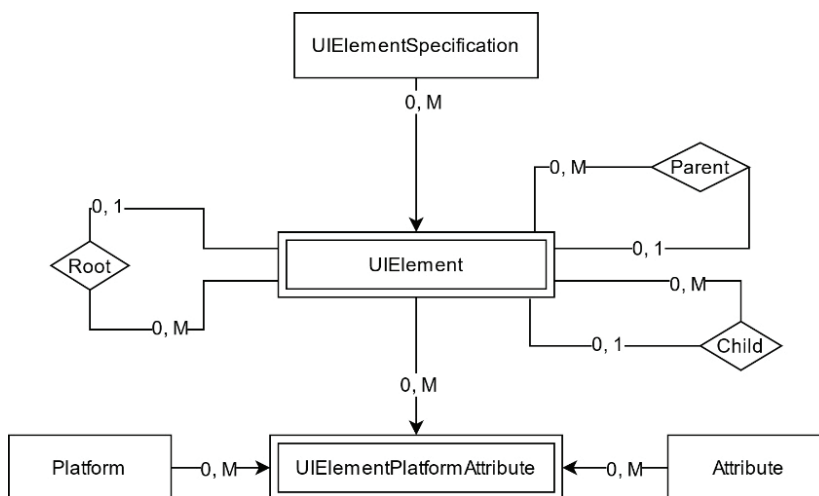 UIElementSpecification
0, M
0, M
Parent
0, 1
Root
UIElement
0, 1
0, M
0, M
0, 1
Child
0, M
Platform
0, M
UIElementPlatformAttribute
0, M
Attribute